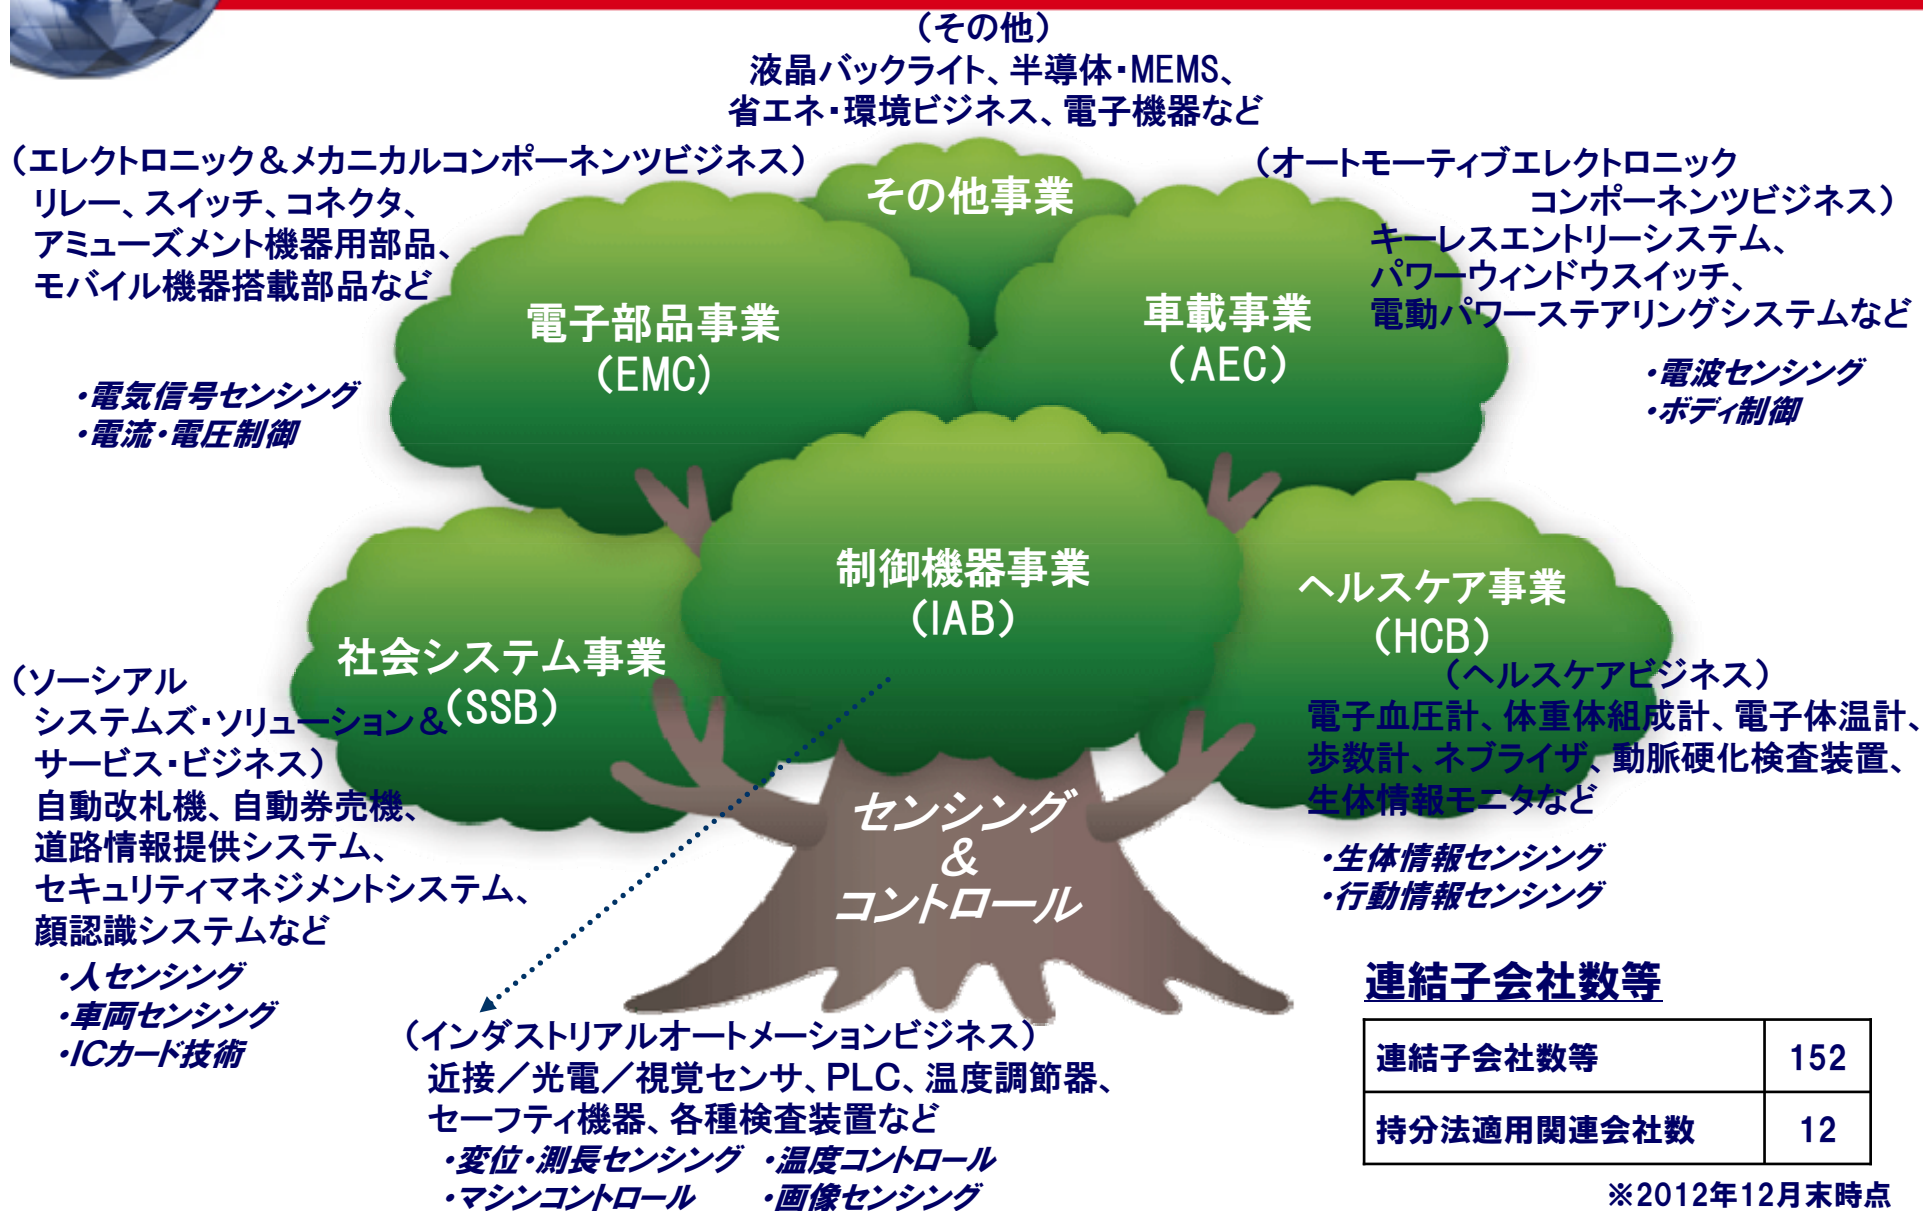 （その他）
液晶バックライト、半導体・MEMS、
省エネ・環境ビジネス、電子機器など
（エレクトロニック＆メカニカルコンポーネンツビジネス）
リレー、スイッチ、コネクタ、
アミューズメント機器用部品、
モバイル機器搭載部品など
・電気信号センシング
・電流・電圧制御
その他事業
電子部品事業
（EMC）
車載事業
（AEC）
（オートモーティブエレクトロニック
コンポーネンツビジネス）
キーレスエントリーシステム、
パワーウィンドウスイッチ、
電動パワーステアリングシステムなど
・電波センシング
・ボディ制御
制御機器事業
（IAB）
社会システム事業
（SSB）
（ソーシアル
システムズ・ソリューション＆
サービス・ビジネス）
自動改札機、自動券売機、
道路情報提供システム、
セキュリティマネジメントシステム、
顔認識システムなど
・人センシング
・車両センシング
・ICカード技術
ヘルスケア事業
（HCB）
（ヘルスケアビジネス）
電子血圧計、体重体組成計、電子体温計、
歩数計、ネブライザ、動脈硬化検査装置、
生体情報モニタなど
・生体情報センシング
・行動情報センシング
センシング
＆
コントロール
（インダストリアルオートメーションビジネス）
近接／光電／視覚センサ、PLC、温度調節器、
セーフティ機器、各種検査装置など
・変位・測長センシング ・温度コントロール
・マシンコントロール ・画像センシング
連結子会社数等
連結子会社数等 152
持分法適用関連会社数 12
※2012年12月末時点